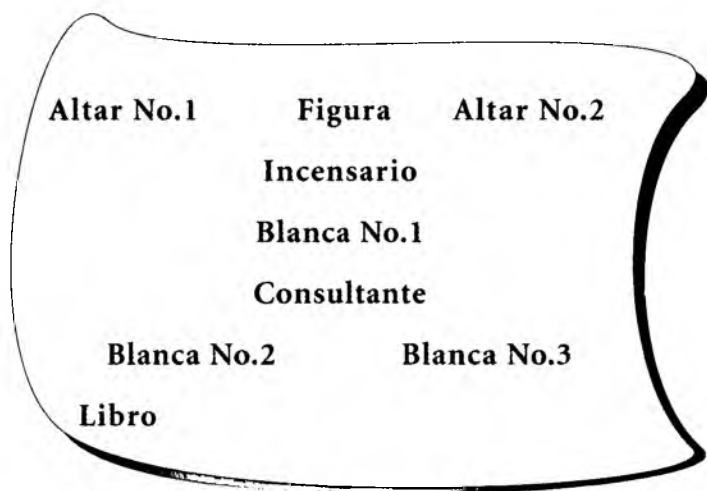 Altar No.1 Figura Altar No.2
Incensario
Blanca No.1
Consultante
Blanca No.2 Blanca No.3
Libro